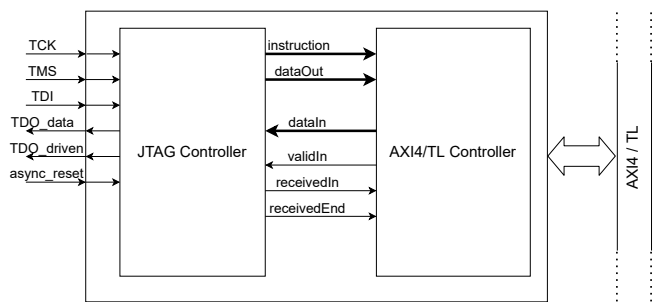 TCK
TMS
TDI
TDO_data
TDO_driven
async_reset
JTAG Controller
instruction
dataOut
dataIn
validIn
receivedIn
receivedEnd
AXI4/TL Controller
AXI4 / TL